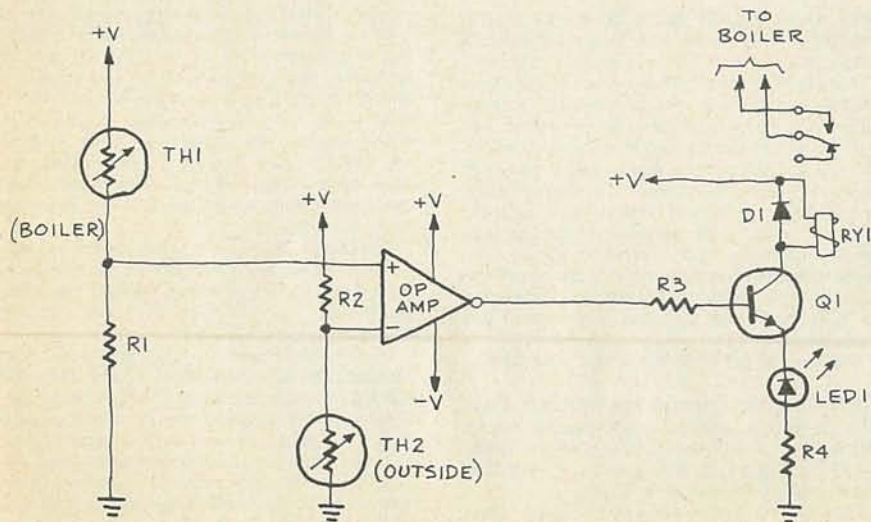 TO
BOILER
+V
TH1
(BOILER)
+V
+V
+V
D1
RY1
+
OP
AMP
−
R2
R3
Q1
R1
−V
LED1
TH2
(OUTSIDE)
R4